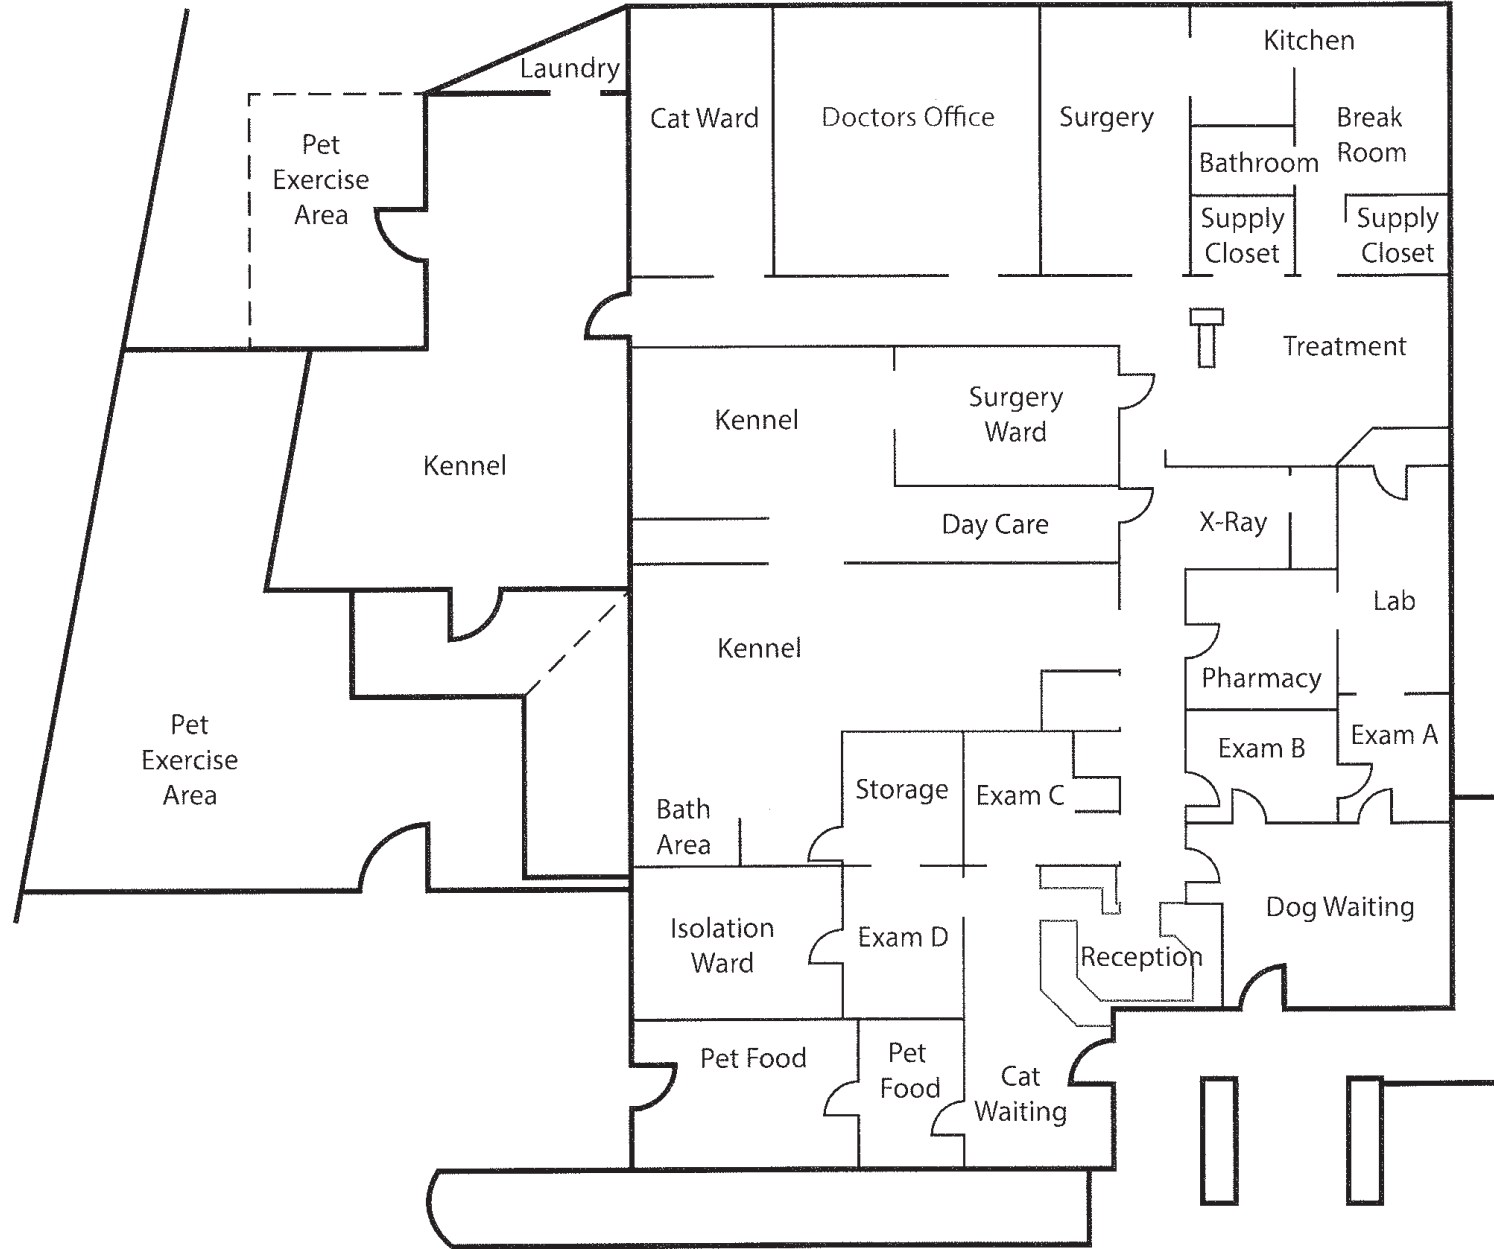 Kitchen
Laundry
Cat Ward
Doctors Office
Surgery
Break
Room
Pet
Exercise
Area
Bathroom
Supply
Closet
Supply
Closet
Treatment
Surgery
Ward
Kennel
Kennel
Day Care
X-Ray
Lab
Kennel
Pharmacy
Pet
Exercise
Area
Exam B
Exam A
Storage
Exam C
Bath
Area
Dog Waiting
Isolation
Ward
Exam D
Reception
Pet Food
Pet
Food
Cat
Waiting